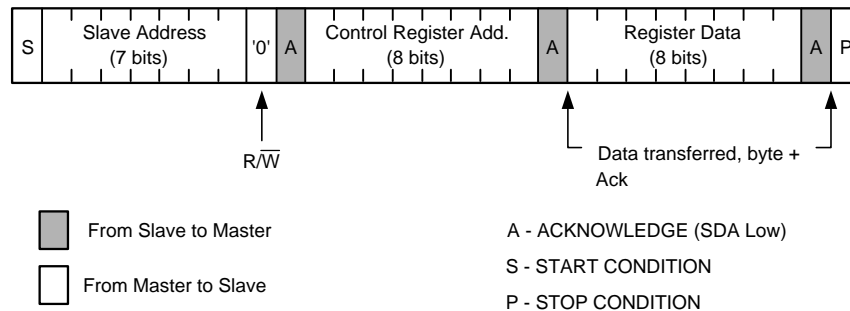 S Slave Address (7 bits) '0' A Control Register Add. (8 bits) A Register Data (8 bits) A P
R/W̅
Data transferred, byte +
Ack
From Slave to Master
From Master to Slave
A - ACKNOWLEDGE (SDA Low)
S - START CONDITION
P - STOP CONDITION